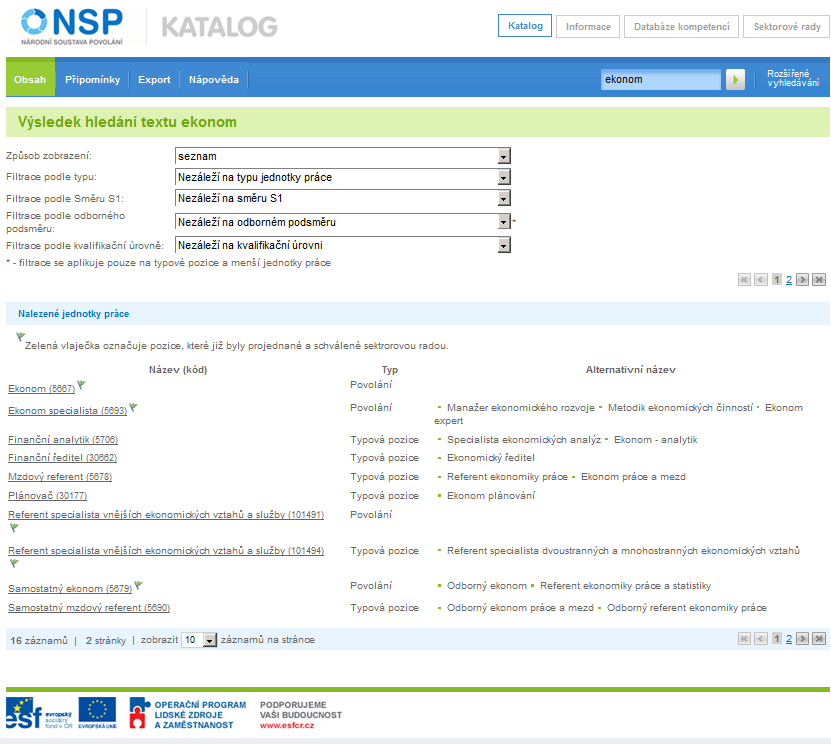 NSP
NÁRODNÍ SOUSTAVA POVOLÁNÍ
KATALOG
Katalog
Informace
Databáze kompetencí
Sektorové rady
Obsah
Připomínky
Export
Nápověda
ekonom
Rozšířené
vyhledávání
Výsledek hledání textu ekonom
Způsob zobrazení:
seznam
Filtrace podle typu:
Nezáleží na typu jednotky práce
Filtrace podle Směru S1:
Nezáleží na směru S1
Filtrace podle odborného
podsměru:
Nezáleží na odborném podsměru
*
Filtrace podle kvalifikační úrovně:
Nezáleží na kvalifikační úrovni
* - filtrace se aplikuje pouze na typové pozice a menší jednotky práce
1 2
Nalezené jednotky práce
Zelená vlaječka označuje pozice, které již byly projednané a schválené sektrorovou radou.
Název (kód) Typ Alternativní název
Ekonom (5667) Povolání
Ekonom specialista (5693) Povolání Manažer ekonomického rozvoje Metodik ekonomických činností Ekonom
expert
Finanční analytik (5706) Typová pozice Specialista ekonomických analýz Ekonom - analytik
Finanční ředitel (30662) Typová pozice Ekonomický ředitel
Mzdový referent (5678) Typová pozice Referent ekonomiky práce Ekonom práce a mezd
Plánovač (30177) Typová pozice Ekonom plánování
Referent specialista vnějších ekonomických vztahů a služby (101491) Povolání
Referent specialista vnějších ekonomických vztahů a služby (101494) Typová pozice Referent specialista dvoustranných a mnohostranných ekonomických vztahů
Samostatný ekonom (5679) Povolání Odborný ekonom Referent ekonomiky práce a statistiky
Samostatný mzdový referent (5690) Typová pozice Odborný ekonom práce a mezd Odborný referent ekonomiky práce
16 záznamů | 2 stránky | zobrazit 10 záznamů na stránce
1 2
esf evropský
sociální
fond v ČR
EVROPSKÁ UNIE
OPERAČNÍ PROGRAM
LIDSKÉ ZDROJE
A ZAMĚSTNANOST
PODPORUJEME
VAŠI BUDOUCNOST
www.esfcr.cz